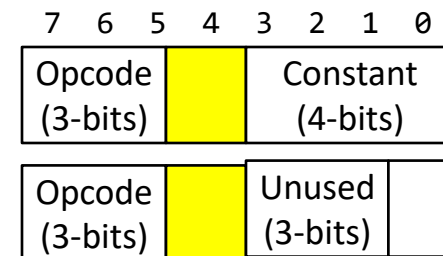 7 6 5 4 3 2 1 0
Opcode Constant
(3-bits) (4-bits)
Opcode Unused
(3-bits) (3-bits)